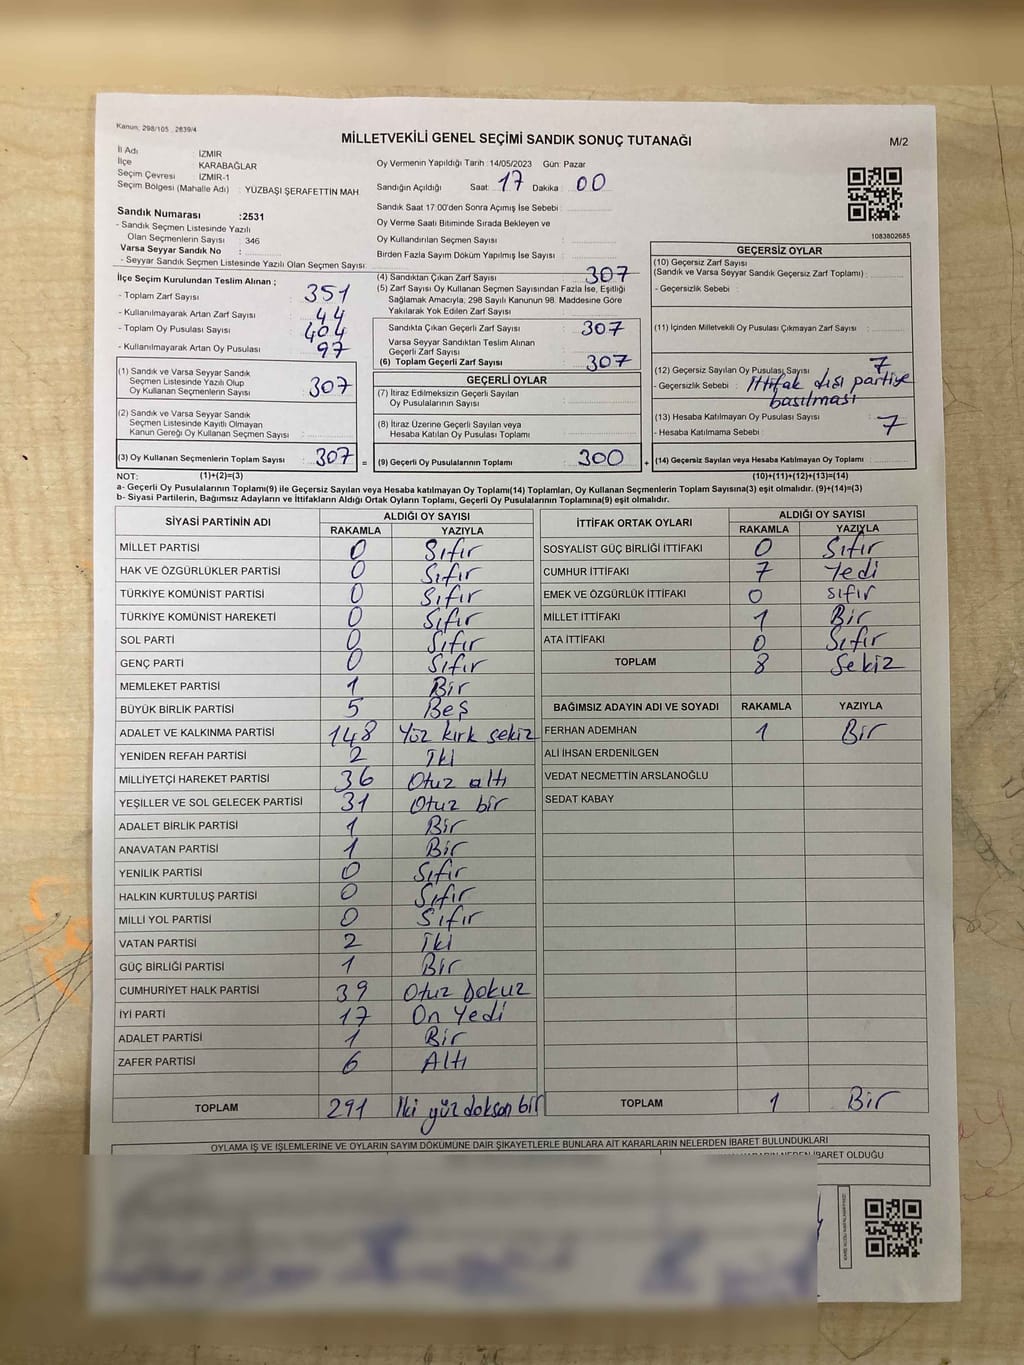 Kanun; 298/105 , 2839/4
MİLLETVEKİLİ GENEL SEÇİMİ SANDIK SONUÇ TUTANAĞI
M/2
İl Adı İZMİR
İlçe KARABAĞLAR
Seçim Çevresi İZMİR-1
Seçim Bölgesi (Mahalle Adı) : YÜZBAŞI ŞERAFETTİN MAH.
Oy Vermenin Yapıldığı Tarih : 14/05/2023 Gün: Pazar
Sandığın Açıldığı Saat: 17 Dakika : 00
Sandık Saat 17:00'den Sonra Açımış İse Sebebi :
Oy Verme Saati Bitiminde Sırada Bekleyen ve
Oy Kullandırılan Seçmen Sayısı :
Birden Fazla Sayım Döküm Yapılmış İse Sayısı :
Sandık Numarası :2531
- Sandık Seçmen Listesinde Yazılı
Olan Seçmenlerin Sayısı : 346
Varsa Seyyar Sandık No :
- Seyyar Sandık Seçmen Listesinde Yazılı Olan Seçmen Sayısı:
1083802685
İlçe Seçim Kurulundan Teslim Alınan ;
- Toplam Zarf Sayısı : 351
- Kullanılmayarak Artan Zarf Sayısı : 44
- Toplam Oy Pusulası Sayısı : 404
- Kullanılmayarak Artan Oy Pusulası : 97
(1) Sandık ve Varsa Seyyar Sandık
Seçmen Listesinde Yazılı Olup
Oy Kullanan Seçmenlerin Sayısı : 307
(2) Sandık ve Varsa Seyyar Sandık
Seçmen Listesinde Kayıtlı Olmayan
Kanun Gereği Oy Kullanan Seçmen Sayısı :
(3) Oy Kullanan Seçmenlerin Toplam Sayısı : 307 =
(4) Sandıktan Çıkan Zarf Sayısı : 307
(5) Zarf Sayısı Oy Kullanan Seçmen Sayısından Fazla İse, Eşitliği
Sağlamak Amacıyla, 298 Sayılı Kanunun 98. Maddesine Göre
Yakılarak Yok Edilen Zarf Sayısı :
Sandıkta Çıkan Geçerli Zarf Sayısı : 307
Varsa Seyyar Sandıktan Teslim Alınan
Geçerli Zarf Sayısı :
(6) Toplam Geçerli Zarf Sayısı : 307
GEÇERLİ OYLAR
(7) İtiraz Edilmeksizin Geçerli Sayılan
Oy Pusulalarının Sayısı :
(8) İtiraz Üzerine Geçerli Sayılan veya
Hesaba Katılan Oy Pusulası Toplamı :
(9) Geçerli Oy Pusulalarının Toplamı : 300 +
GEÇERSİZ OYLAR
(10) Geçersiz Zarf Sayısı
(Sandık ve Varsa Seyyar Sandık Geçersiz Zarf Toplamı) :
- Geçersizlik Sebebi :
(11) İçinden Milletvekili Oy Pusulası Çıkmayan Zarf Sayısı :
(12) Geçersiz Sayılan Oy Pusulası Sayısı : 7
- Geçersizlik Sebebi : İttifak dışı partiye
basılması
(13) Hesaba Katılmayan Oy Pusulası Sayısı : 7
- Hesaba Katılmama Sebebi :
(14) Geçersiz Sayılan veya Hesaba Katılmayan Oy Toplamı :
NOT: (1)+(2)=(3) (10)+(11)+(12)+(13)=(14)
a- Geçerli Oy Pusulalarının Toplamı(9) ile Geçersiz Sayılan veya Hesaba katılmayan Oy Toplamı(14) Toplamları, Oy Kullanan Seçmenlerin Toplam Sayısına(3) eşit olmalıdır. (9)+(14)=(3)
b- Siyasi Partilerin, Bağımsız Adayların ve İttifakların Aldığı Ortak Oyların Toplamı, Geçerli Oy Pusulalarının Toplamına(9) eşit olmalıdır.
SİYASİ PARTİNİN ADI ALDIĞI OY SAYISI
RAKAMLA YAZIYLA
MİLLET PARTİSİ 0 Sıfır
HAK VE ÖZGÜRLÜKLER PARTİSİ 0 Sıfır
TÜRKİYE KOMÜNİST PARTİSİ 0 Sıfır
TÜRKİYE KOMÜNİST HAREKETİ 0 Sıfır
SOL PARTİ 0 Sıfır
GENÇ PARTİ 0 Sıfır
MEMLEKET PARTİSİ 1 Bir
BÜYÜK BİRLİK PARTİSİ 5 Beş
ADALET VE KALKINMA PARTİSİ 148 Yüz kırk sekiz
YENİDEN REFAH PARTİSİ 2 İki
MİLLİYETÇİ HAREKET PARTİSİ 36 Otuz altı
YEŞİLLER VE SOL GELECEK PARTİSİ 31 Otuz bir
ADALET BİRLİK PARTİSİ 1 Bir
ANAVATAN PARTİSİ 1 Bir
YENİLİK PARTİSİ 0 Sıfır
HALKIN KURTULUŞ PARTİSİ 0 Sıfır
MİLLİ YOL PARTİSİ 0 Sıfır
VATAN PARTİSİ 2 İki
GÜÇ BİRLİĞİ PARTİSİ 1 Bir
CUMHURİYET HALK PARTİSİ 39 Otuz Dokuz
İYİ PARTİ 17 On Yedi
ADALET PARTİSİ 1 Bir
ZAFER PARTİSİ 6 Altı
TOPLAM 291 İki yüz doksan bir
İTTİFAK ORTAK OYLARI ALDIĞI OY SAYISI
RAKAMLA YAZIYLA
SOSYALİST GÜÇ BİRLİĞİ İTTİFAKI 0 Sıfır
CUMHUR İTTİFAKI 7 Yedi
EMEK VE ÖZGÜRLÜK İTTİFAKI 0 sıfır
MİLLET İTTİFAKI 1 Bir
ATA İTTİFAKI 0 Sıfır
TOPLAM 8 Sekiz
BAĞIMSIZ ADAYIN ADI VE SOYADI RAKAMLA YAZIYLA
FERHAN ADEMHAN 1 Bir
ALİ İHSAN ERDENİLGEN
VEDAT NECMETTİN ARSLANOĞLU
SEDAT KABAY
TOPLAM 1 Bir
OYLAMA İŞ VE İŞLEMLERİNE VE OYLARIN SAYIM DÖKÜMÜNE DAİR ŞİKAYETLERLE BUNLARA AİT KARARLARIN NELERDEN İBARET BULUNDUKLARI
İBARET OLDUĞU